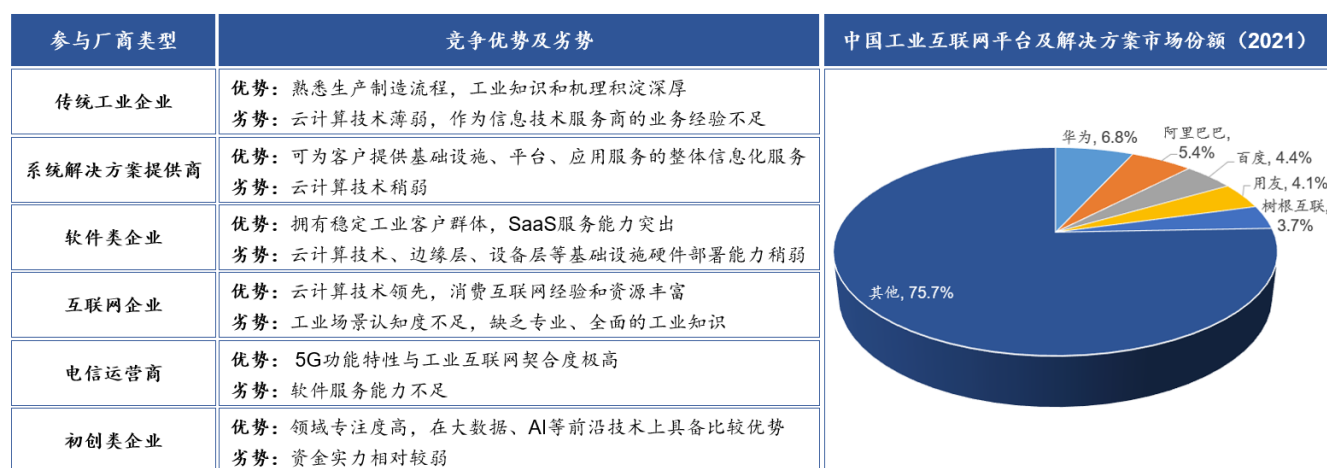 参与厂商类型
竞争优势及劣势
传统工业企业
优势：熟悉生产制造流程，工业知识和机理积淀深厚
劣势：云计算技术薄弱，作为信息技术服务商的业务经验不足
系统解决方案提供商
优势：可为客户提供基础设施、平台、应用服务的整体信息化服务
劣势：云计算技术稍弱
软件类企业
优势：拥有稳定工业客户群体，SaaS服务能力突出
劣势：云计算技术、边缘层、设备层等基础设施硬件部署能力稍弱
互联网企业
优势：云计算技术领先，消费互联网经验和资源丰富
劣势：工业场景认知度不足，缺乏专业、全面的工业知识
电信运营商
优势： 5G功能特性与工业互联网契合度极高
劣势：软件服务能力不足
初创类企业
优势：领域专注度高，在大数据、AI等前沿技术上具备比较优势
劣势：资金实力相对较弱
中国工业互联网平台及解决方案市场份额（2021）
华为, 6.8%
阿里巴巴,
5.4%
百度, 4.4%
用友, 4.1%
树根互联,
3.7%
其他, 75.7%